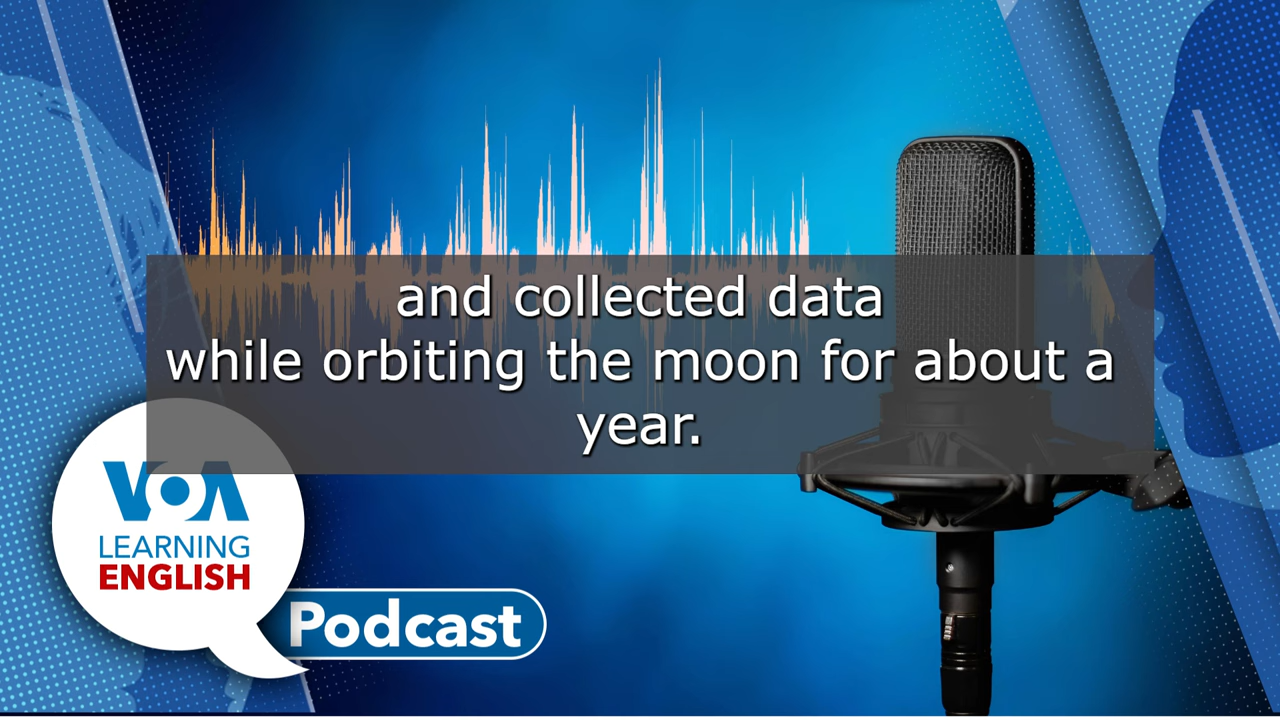 and collected data
while orbiting the moon for about a
year.
VOA
LEARNING
ENGLISH
Podcast